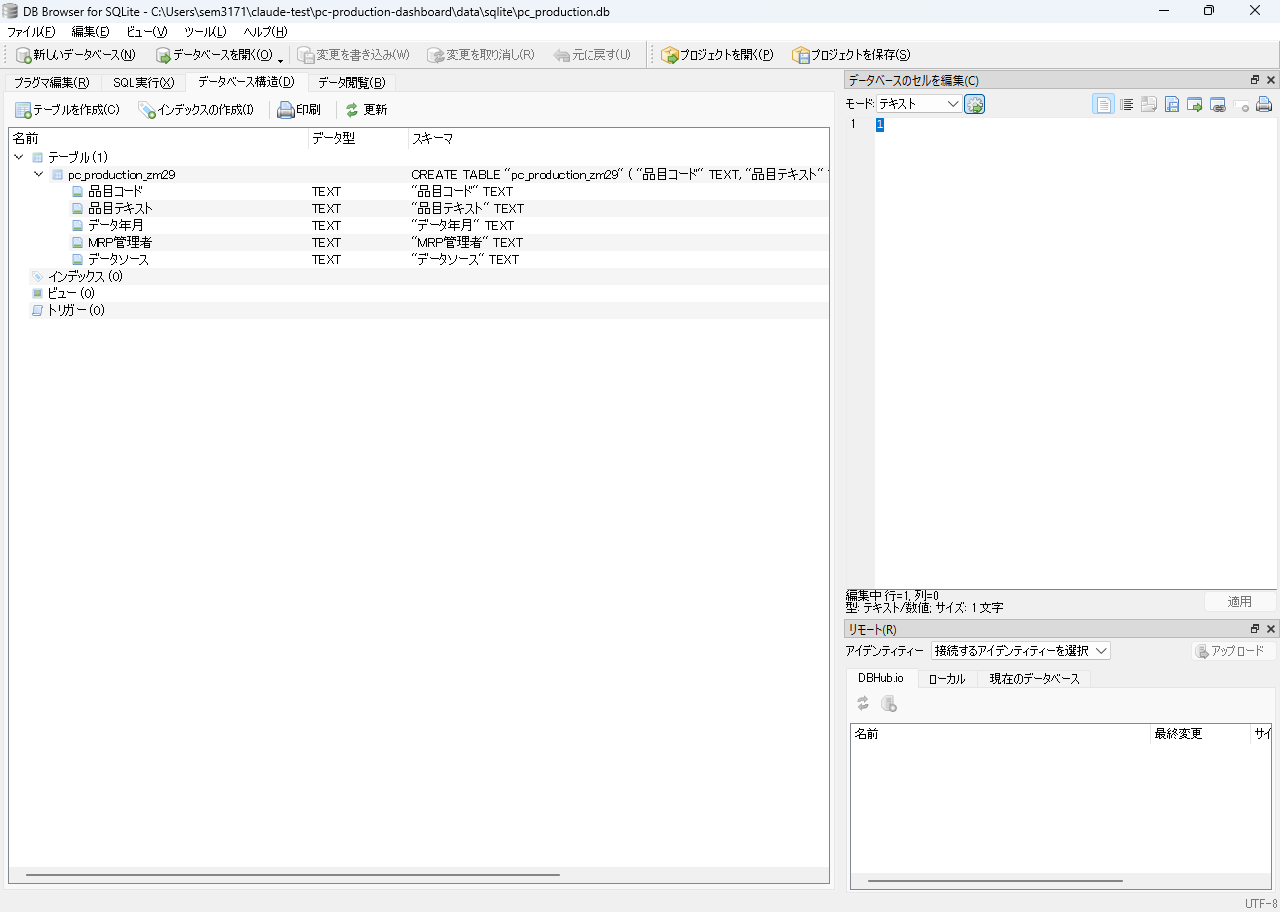 DB Browser for SQLite - C:\Users\sem3171\claude-test\pc-production-dashboard\data\sqlite\pc_production.db
ファイル(F) 編集(E) ビュー(V) ツール(L) ヘルプ(H)
新しいデータベース(N) データベースを開く(O) 変更を書き込み(W) 変更を取り消し(R) 元に戻す(U) プロジェクトを開く(P) プロジェクトを保存(S)
プラグマ編集(R) SQL実行(X) データベース構造(D) データ閲覧(B)
テーブルを作成(C) インデックスの作成(I) 印刷 更新
名前 データ型 スキーマ
テーブル (1)
pc_production_zm29 CREATE TABLE "pc_production_zm29" ( "品目コード" TEXT, "品目テキスト"
品目コード TEXT "品目コード" TEXT
品目テキスト TEXT "品目テキスト" TEXT
データ年月 TEXT "データ年月" TEXT
MRP管理者 TEXT "MRP管理者" TEXT
データソース TEXT "データソース" TEXT
インデックス (0)
ビュー (0)
トリガー (0)
データベースのセルを編集(C)
モード: テキスト
1 1
編集中 行=1, 列=0
型: テキスト/数値; サイズ: 1 文字
適用
リモート(R)
アイデンティティー 接続するアイデンティティーを選択 アップロード
DBHub.io ローカル 現在のデータベース
名前 最終変更 サイ
UTF-8